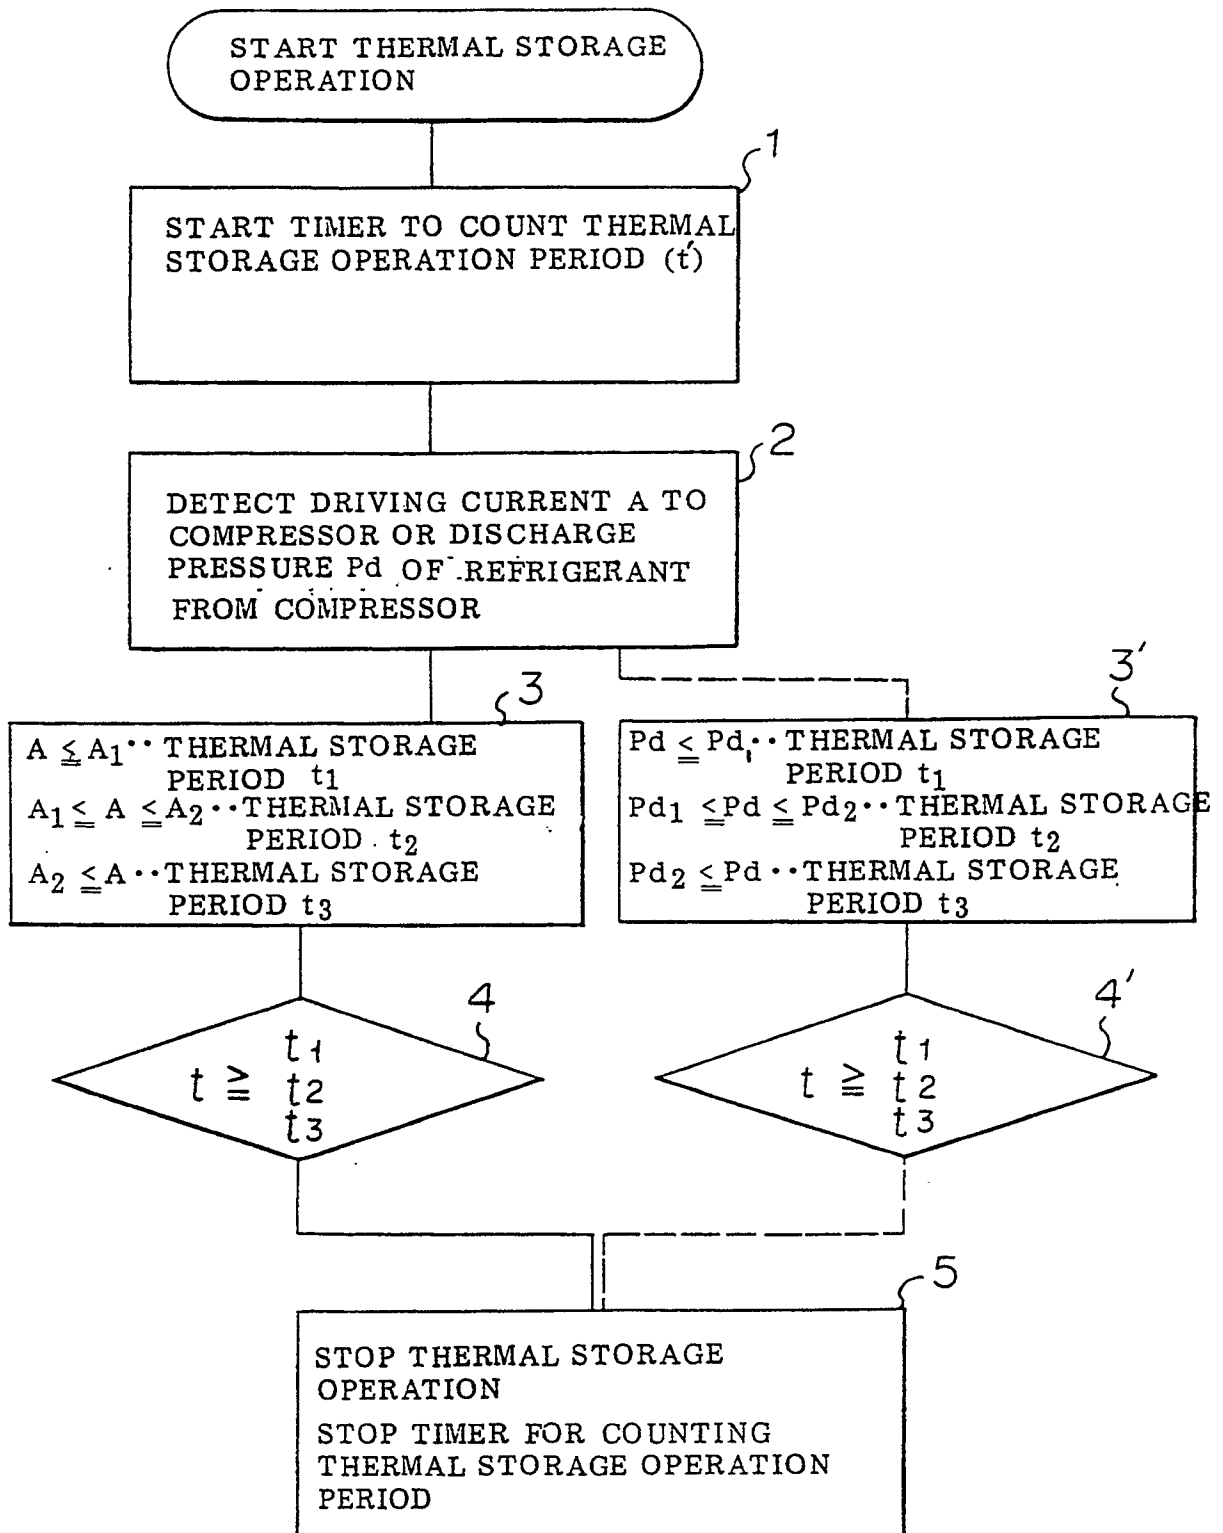 START THERMAL STORAGE
OPERATION
1
START TIMER TO COUNT THERMAL
STORAGE OPERATION PERIOD (t')
2
DETECT DRIVING CURRENT A TO
COMPRESSOR OR DISCHARGE
PRESSURE Pd OF REFRIGERANT
FROM COMPRESSOR
3
A ≦ A1·· THERMAL STORAGE
PERIOD t1
A1 ≦ A ≦ A2·· THERMAL STORAGE
PERIOD t2
A2 ≦ A ·· THERMAL STORAGE
PERIOD t3
3'
Pd ≦ Pd1·· THERMAL STORAGE
PERIOD t1
Pd1 ≦ Pd ≦ Pd2·· THERMAL STORAGE
PERIOD t2
Pd2 ≦ Pd ·· THERMAL STORAGE
PERIOD t3
4
t1
t ≧ t2
t3
4'
t1
t ≧ t2
t3
5
STOP THERMAL STORAGE
OPERATION
STOP TIMER FOR COUNTING
THERMAL STORAGE OPERATION
PERIOD